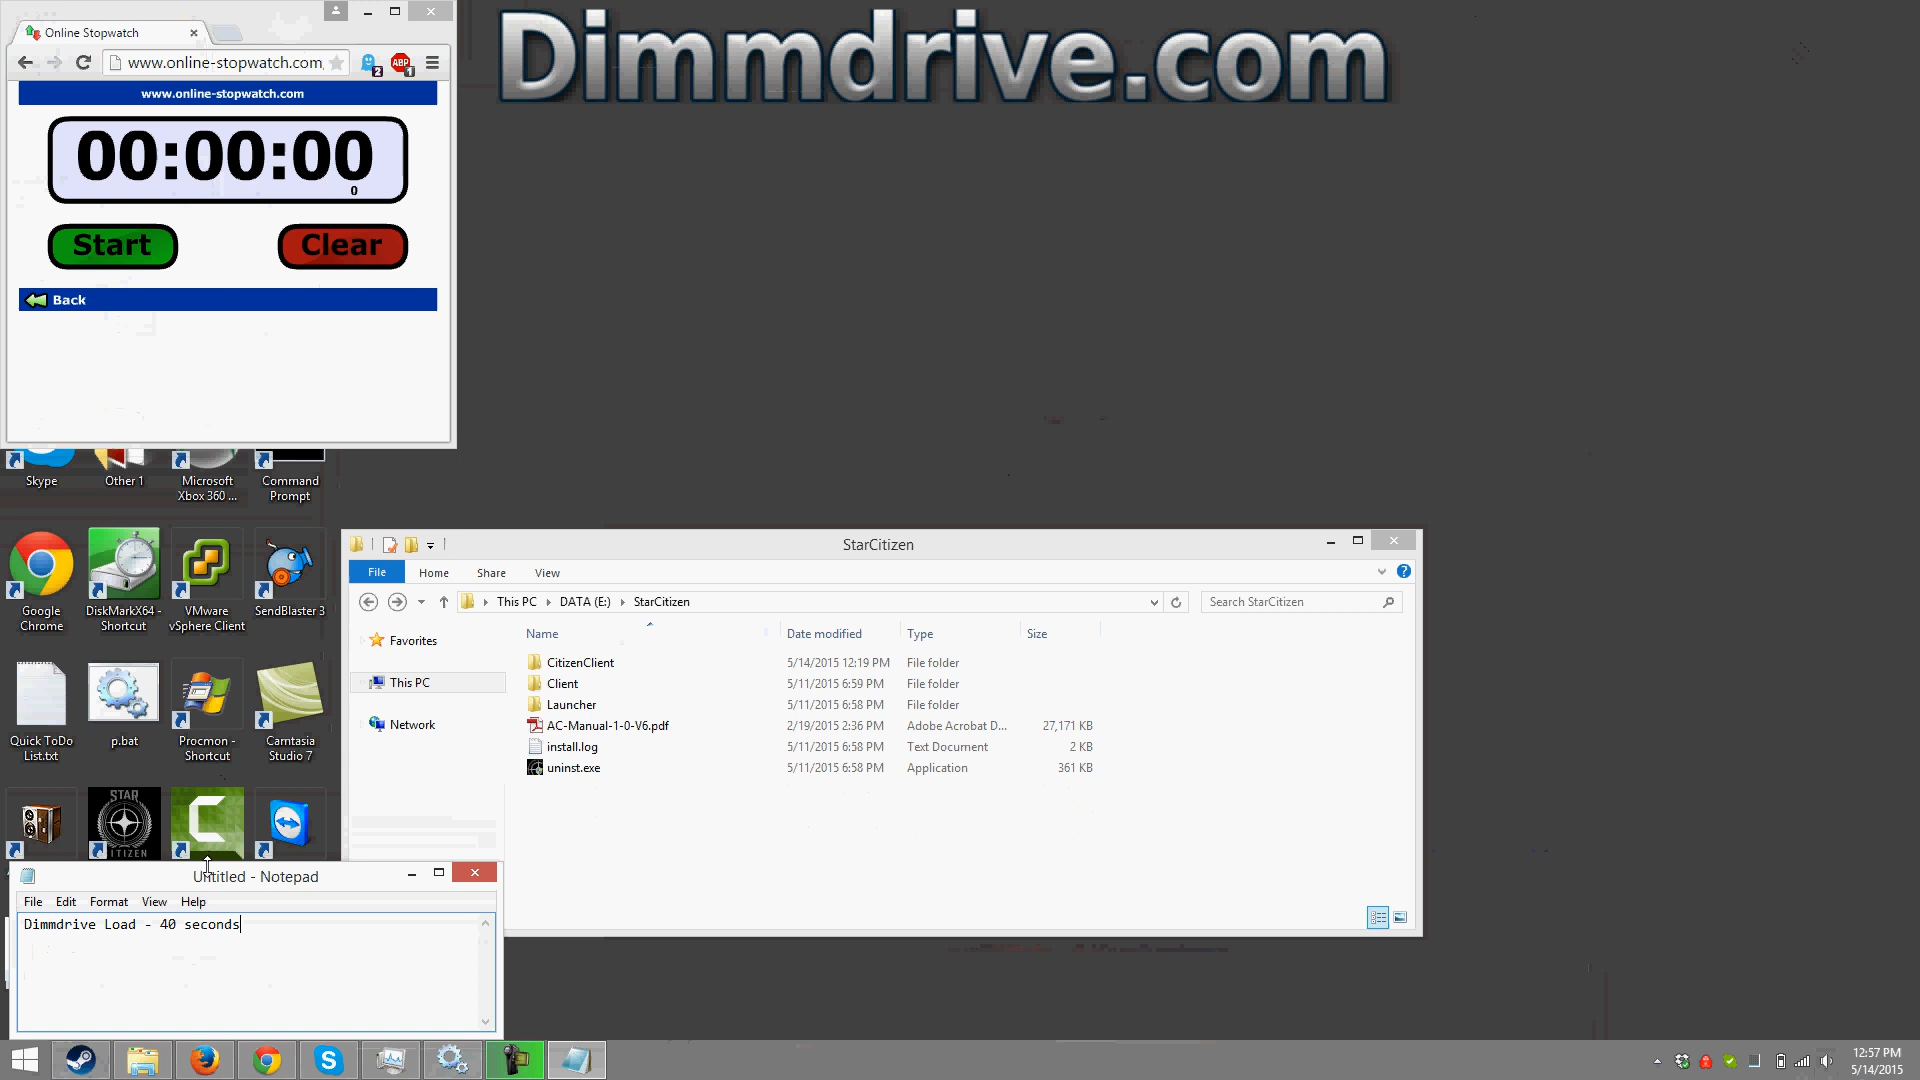 Online Stopwatch
www.online-stopwatch.com
2
ABP
1
www.online-stopwatch.com
00:00:00
0
Start
Clear
Back
Dimmdrive.com
Skype
Other 1
Microsoft
Xbox 360 ...
Command
Prompt
Google
Chrome
DiskMarkX64 -
Shortcut
VMware
vSphere Client
SendBlaster 3
Quick ToDo
List.txt
p.bat
Procmon -
Shortcut
Camtasia
Studio 7
STAR
CITIZEN
StarCitizen
File Home Share View
This PC DATA (E:) StarCitizen
Search StarCitizen
Favorites
This PC
Network
Name Date modified Type Size
CitizenClient 5/14/2015 12:19 PM File folder
Client 5/11/2015 6:59 PM File folder
Launcher 5/11/2015 6:58 PM File folder
AC-Manual-1-0-V6.pdf 2/19/2015 2:36 PM Adobe Acrobat D... 27,171 KB
install.log 5/11/2015 6:58 PM Text Document 2 KB
uninst.exe 5/11/2015 6:58 PM Application 361 KB
Untitled - Notepad
File Edit Format View Help
Dimmdrive Load - 40 seconds
12:57 PM
5/14/2015